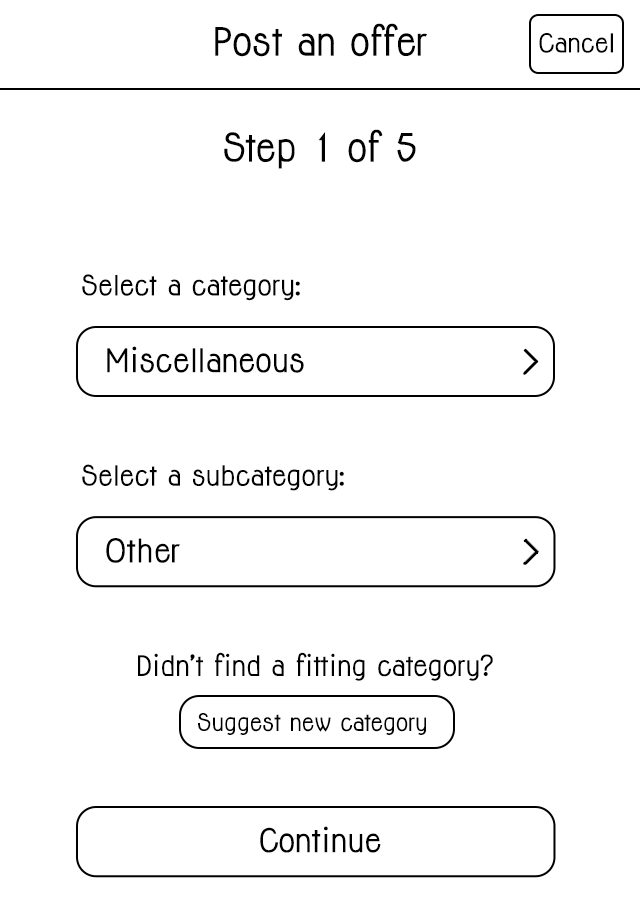 Post an offer
Cancel
Step 1 of 5
Select a category:
Miscellaneous
Select a subcategory:
Other
Didn't find a fitting category?
Suggest new category
Continue